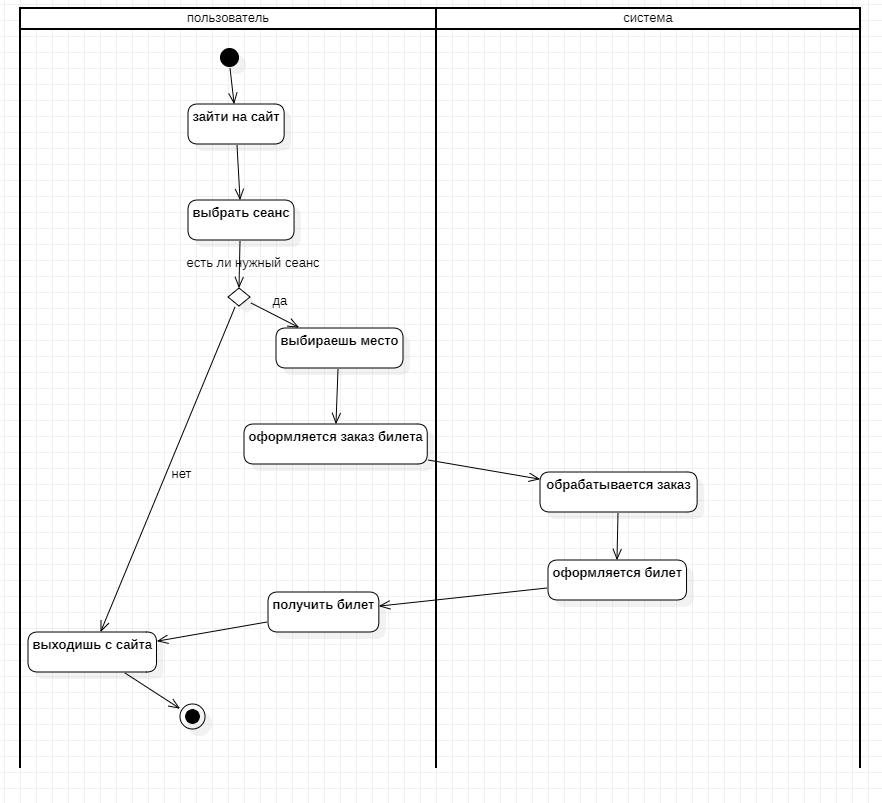 пользователь
система
зайти на сайт
выбрать сеанс
есть ли нужный сеанс
да
выбираешь место
оформляется заказ билета
нет
обрабатывается заказ
оформляется билет
получить билет
выходишь с сайта